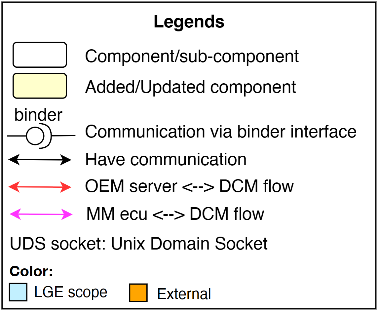 Legends
Component/sub-component
Added/Updated component
binder
Communication via binder interface
Have communication
OEM server <--> DCM flow
MM ecu <--> DCM flow
UDS socket: Unix Domain Socket
Color:
LGE scope External